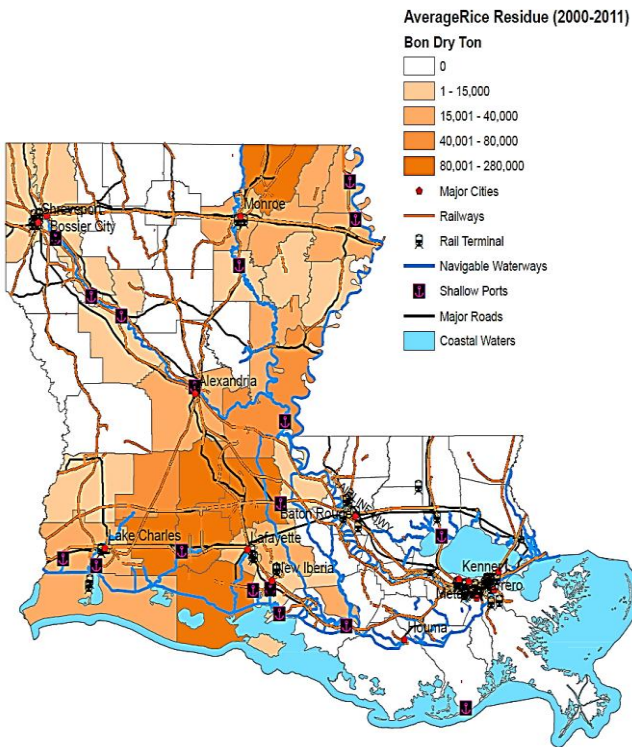 AverageRice Residue (2000-2011)
Bon Dry Ton
0
1 - 15,000
15,001 - 40,000
40,001 - 80,000
80,001 - 280,000
Major Cities
Railways
Rail Terminal
Navigable Waterways
Shallow Ports
Major Roads
Coastal Waters
Shreveport
Bossier City
Monroe
Alexandria
Baton Rouge
HWY
Lake Charles
Lafayette
New Iberia
Kenner
Houma